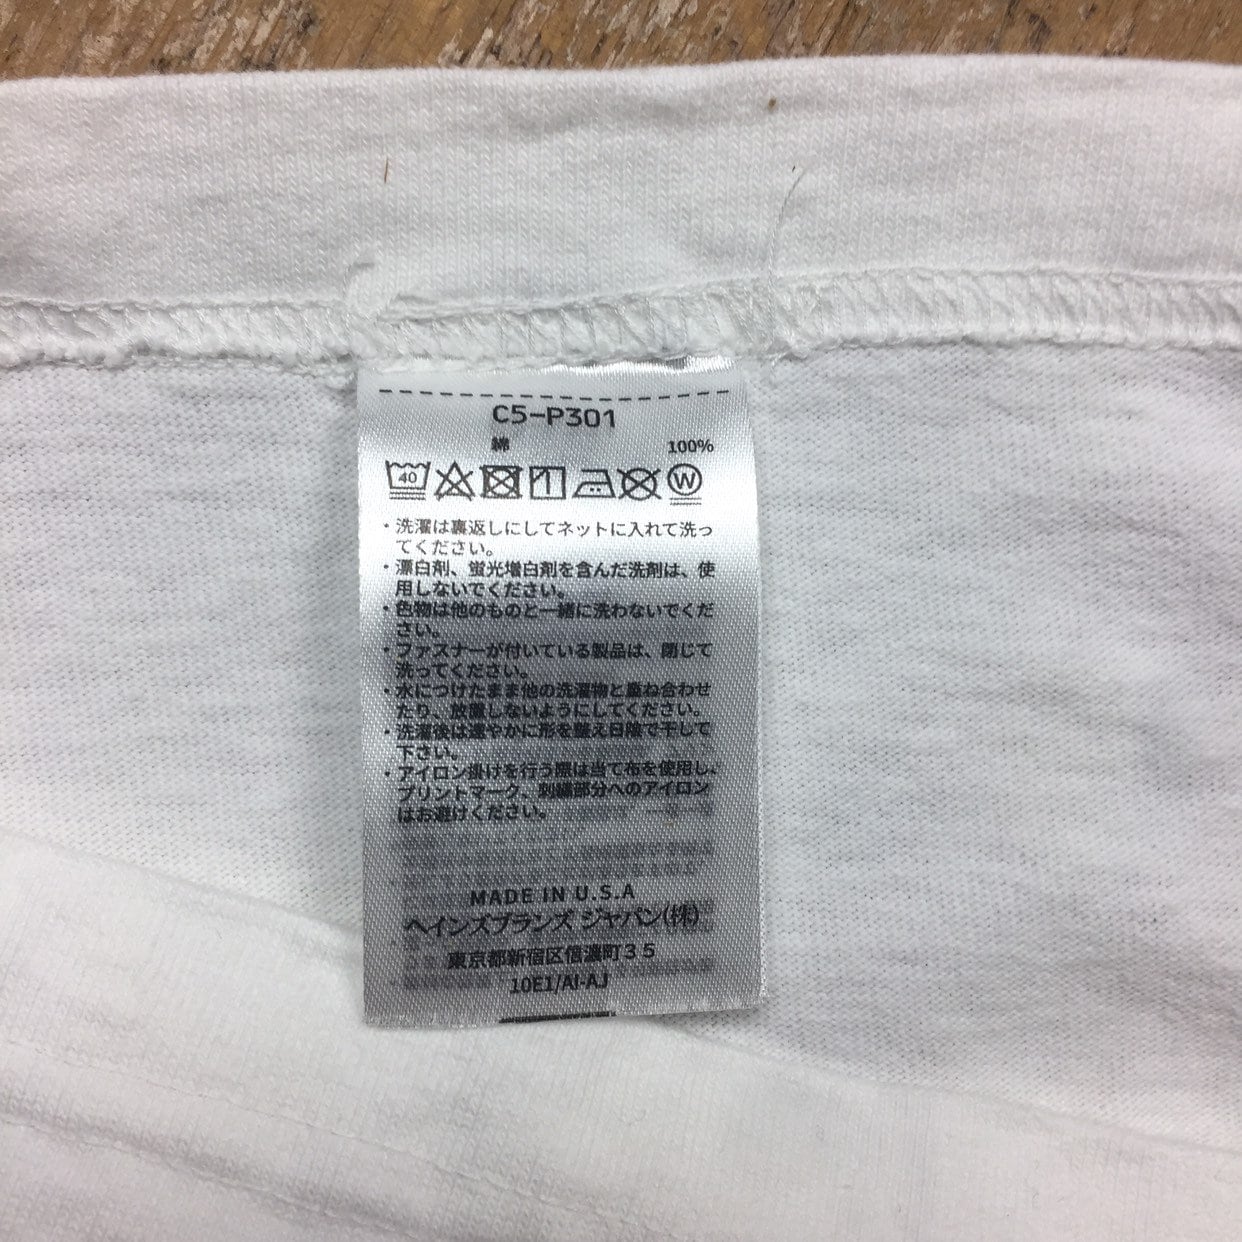 C5-P301
綿 100%
40 W
・洗濯は裏返しにしてネットに入れて洗っ
てください。
・漂白剤、蛍光増白剤を含んだ洗剤は、使
用しないでください。
・色物は他のものと一緒に洗わないでくだ
さい。
・ファスナーが付いている製品は、閉じて
洗ってください。
・水につけたまま他の洗濯物と重ね合わせ
たり、放置しないようにしてください。
・洗濯後は速やかに形を整え日陰で干して
下さい。
・アイロン掛けを行う際は当て布を使用し、
プリントマーク、刺繍部分へのアイロン
はお避けください。
MADE IN U.S.A
ヘインズブランズ ジャパン(株)
東京都新宿区信濃町35
10E1/AI-AJ